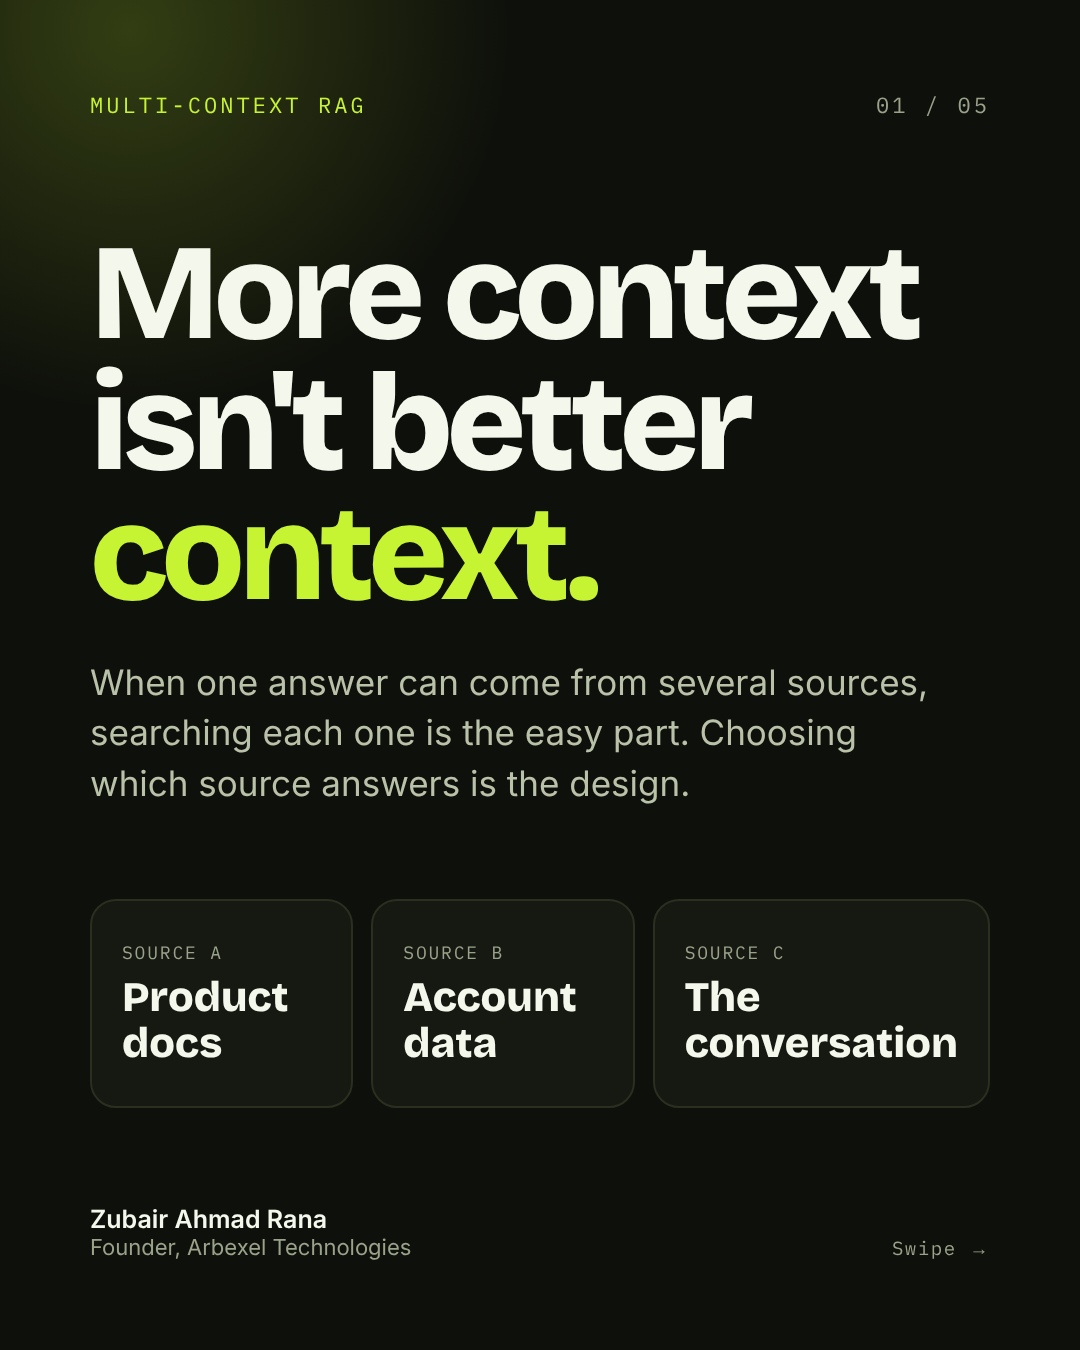 MULTI-CONTEXT RAG
01 / 05
More context
isn't better
context.
When one answer can come from several sources,
searching each one is the easy part. Choosing
which source answers is the design.
SOURCE A
Product
docs
SOURCE B
Account
data
SOURCE C
The
conversation
Zubair Ahmad Rana
Founder, Arbexel Technologies
Swipe →